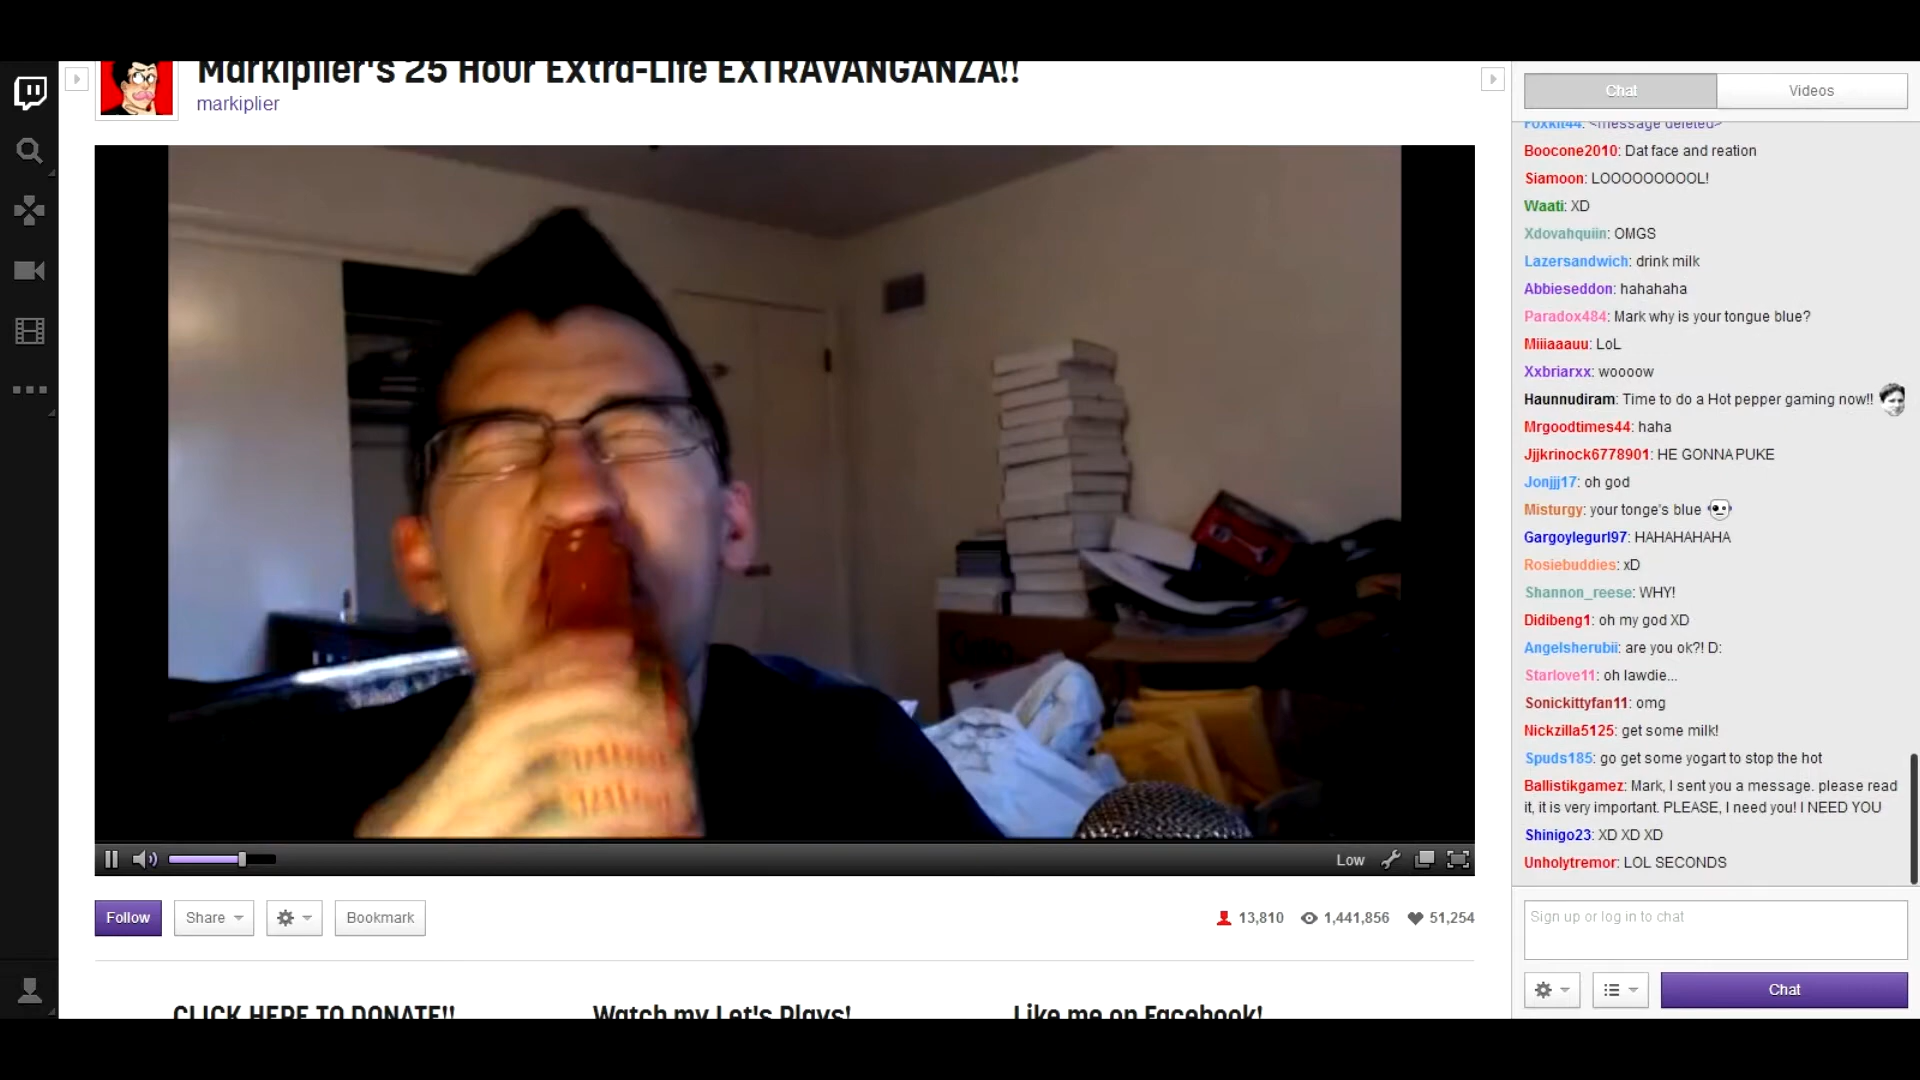 Markiplier's 25 Hour Extra-Life EXTRAVANGANZA!!
markiplier
Low
Follow
Share
Bookmark
13,810
1,441,856
51,254
CLICK HERE TO DONATE!!
Watch my Let's Plays!
Like me on Facebook!
Chat
Videos
Foxkit44: <message deleted>
Boocone2010: Dat face and reation
Siamoon: LOOOOOOOOOL!
Waati: XD
Xdovahquiin: OMGS
Lazersandwich: drink milk
Abbieseddon: hahahaha
Paradox484: Mark why is your tongue blue?
Miiiaaauu: LoL
Xxbriarxx: woooow
Haunnudiram: Time to do a Hot pepper gaming now!!
Mrgoodtimes44: haha
Jjjkrinock6778901: HE GONNA PUKE
Jonjjj17: oh god
Misturgy: your tonge's blue
Gargoylegurl97: HAHAHAHAHA
Rosiebuddies: xD
Shannon_reese: WHY!
Didibeng1: oh my god XD
Angelsherubii: are you ok?! D:
Starlove11: oh lawdie...
Sonickittyfan11: omg
Nickzilla5125: get some milk!
Spuds185: go get some yogart to stop the hot
Ballistikgamez: Mark, I sent you a message. please read
it, it is very important. PLEASE, I need you! I NEED YOU
Shinigo23: XD XD XD
Unholytremor: LOL SECONDS
Sign up or log in to chat
Chat